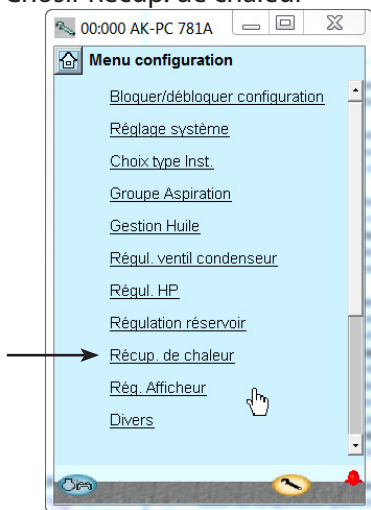 Choisir Récup. de chaleur
00:000 AK-PC 781A
Menu configuration
Bloquer/débloquer configuration
Réglage système
Choix type Inst.
Groupe Aspiration
Gestion Huile
Régul. ventil condenseur
Régul. HP
Régulation réservoir
Récup. de chaleur
Rég. Afficheur
Divers